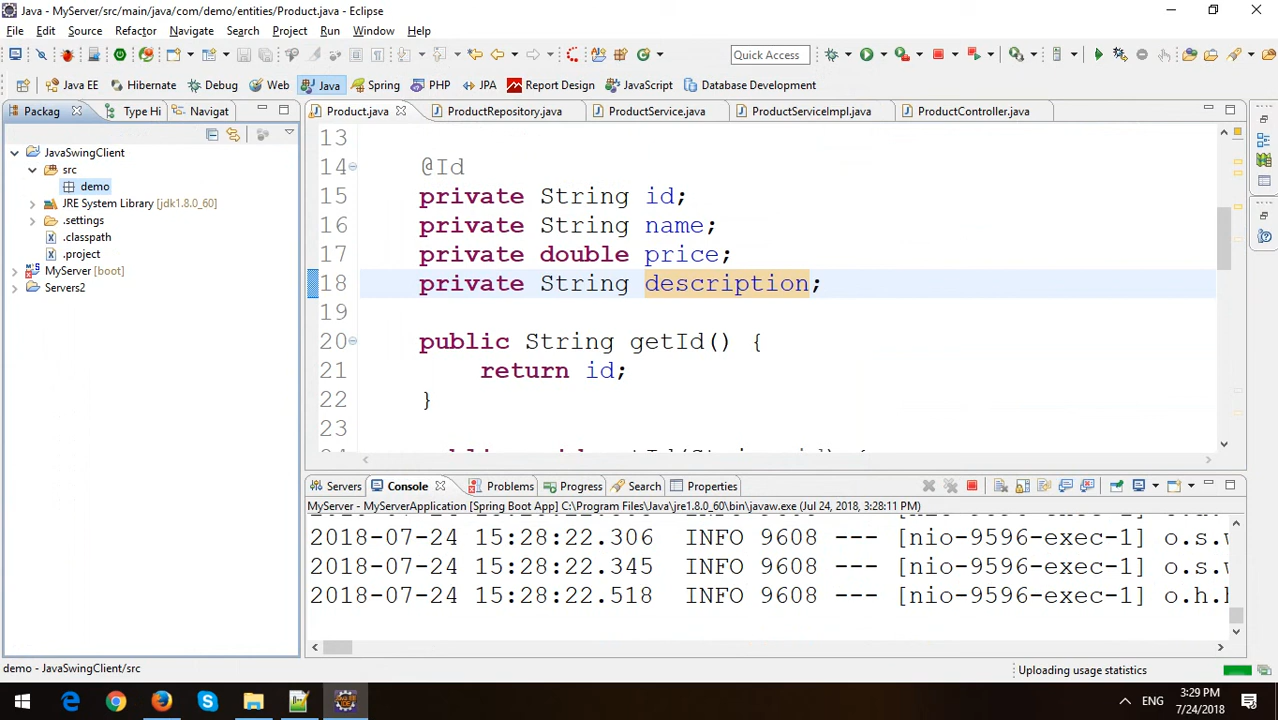 Java - MyServer/src/main/java/com/demo/entities/Product.java - Eclipse
File Edit Source Refactor Navigate Search Project Run Window Help
Quick Access
Java EE Hibernate Debug Web Java Spring PHP JPA Report Design JavaScript Database Development
Packag Type Hi Navigat
Product.java ProductRepository.java ProductService.java ProductServiceImpl.java ProductController.java
JavaSwingClient
src
demo
JRE System Library [jdk1.8.0_60]
.settings
.classpath
.project
MyServer [boot]
Servers2
13
14 @Id
15 private String id;
16 private String name;
17 private double price;
18 private String description;
19
20 public String getId() {
21 return id;
22 }
23
Servers Console Problems Progress Search Properties
MyServer - MyServerApplication [Spring Boot App] C:\Program Files\Java\jre1.8.0_60\bin\javaw.exe (Jul 24, 2018, 3:28:11 PM)
2018-07-24 15:28:22.306 INFO 9608 --- [nio-9596-exec-1] o.s.w
2018-07-24 15:28:22.345 INFO 9608 --- [nio-9596-exec-1] o.s.w
2018-07-24 15:28:22.518 INFO 9608 --- [nio-9596-exec-1] o.h.h
demo - JavaSwingClient/src
Uploading usage statistics
ENG
3:29 PM
7/24/2018